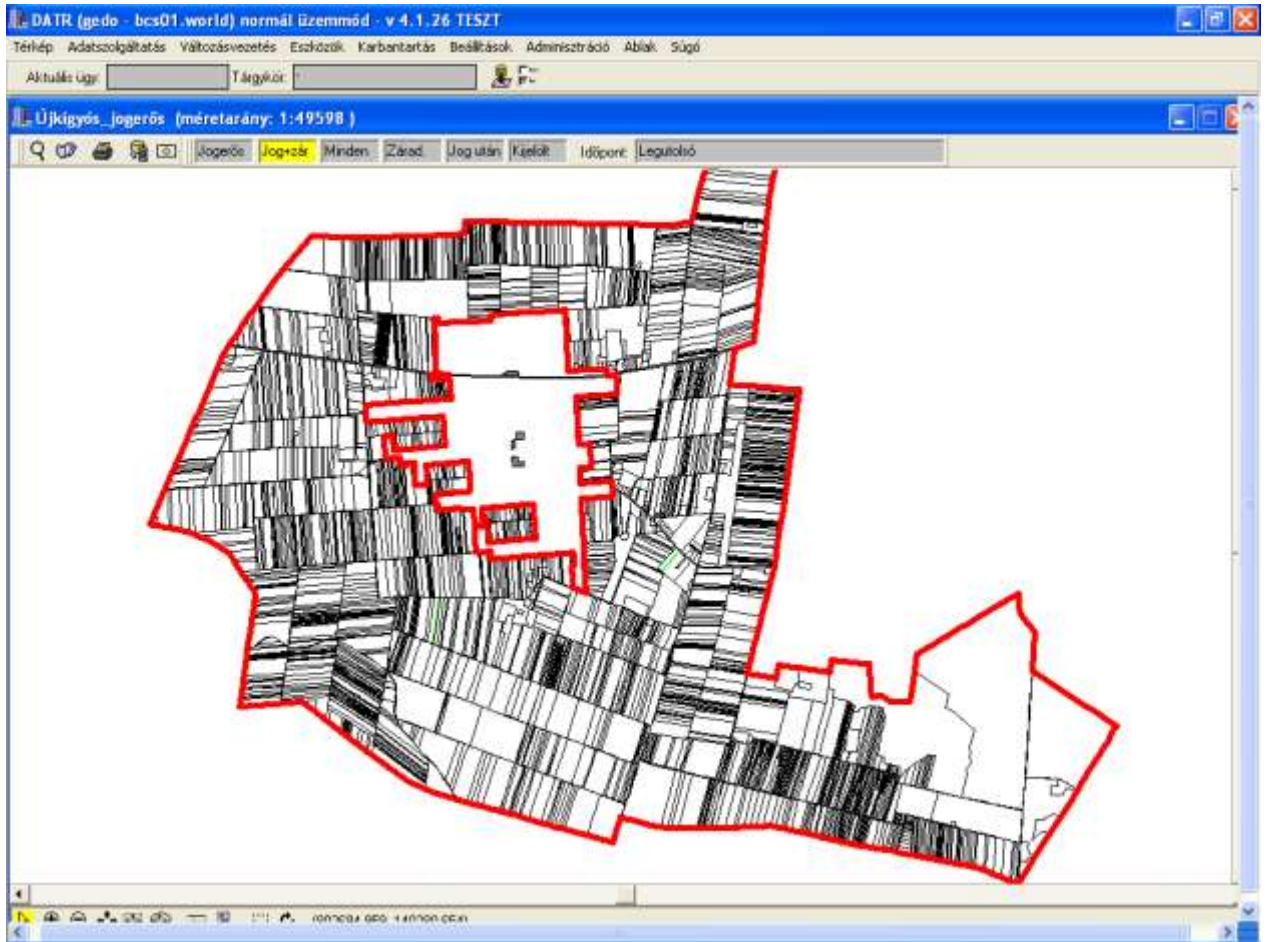 DATR (gedo - bcs01.world) normál üzemmód - v 4.1.26 TESZT
Térkép Adatszolgáltatás Változásvezetés Eszközök Karbantartás Beállítások Adminisztráció Ablak Súgó
Aktuális ügy: Tárgykör:
Újkígyós_jogerős (méretarány: 1:49598 )
Jogerős Jog+zár Minden Zárad. Jog után Kijelölt Időpont: Legutolsó